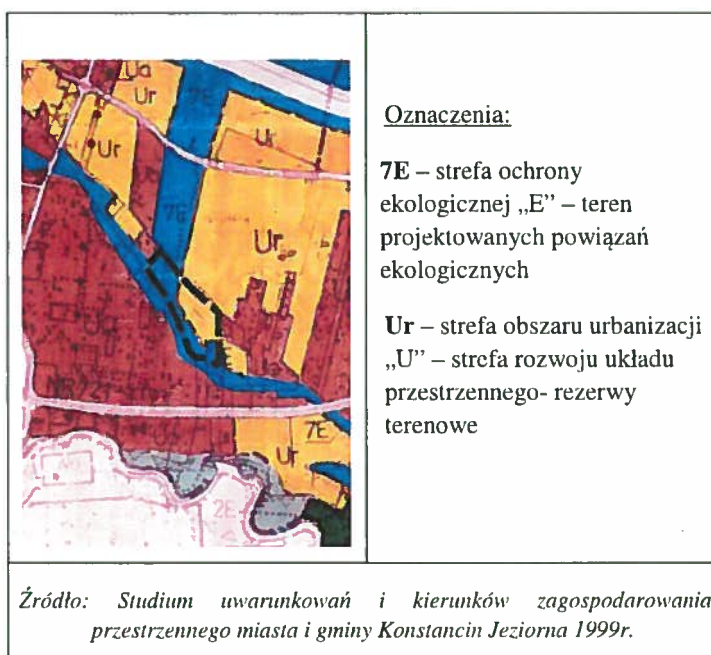 Ua
Ur
7E
Ur
Ur
7E
Ur
7E
Ur
2E
Oznaczenia:
7E – strefa ochrony
ekologicznej „E” – teren
projektowanych powiązań
ekologicznych
Ur – strefa obszaru urbanizacji
„U” – strefa rozwoju układu
przestrzennego- rezerwy
terenowe
Źródło: Studium uwarunkowań i kierunków zagospodarowania
przestrzennego miasta i gminy Konstancin Jeziorna 1999r.